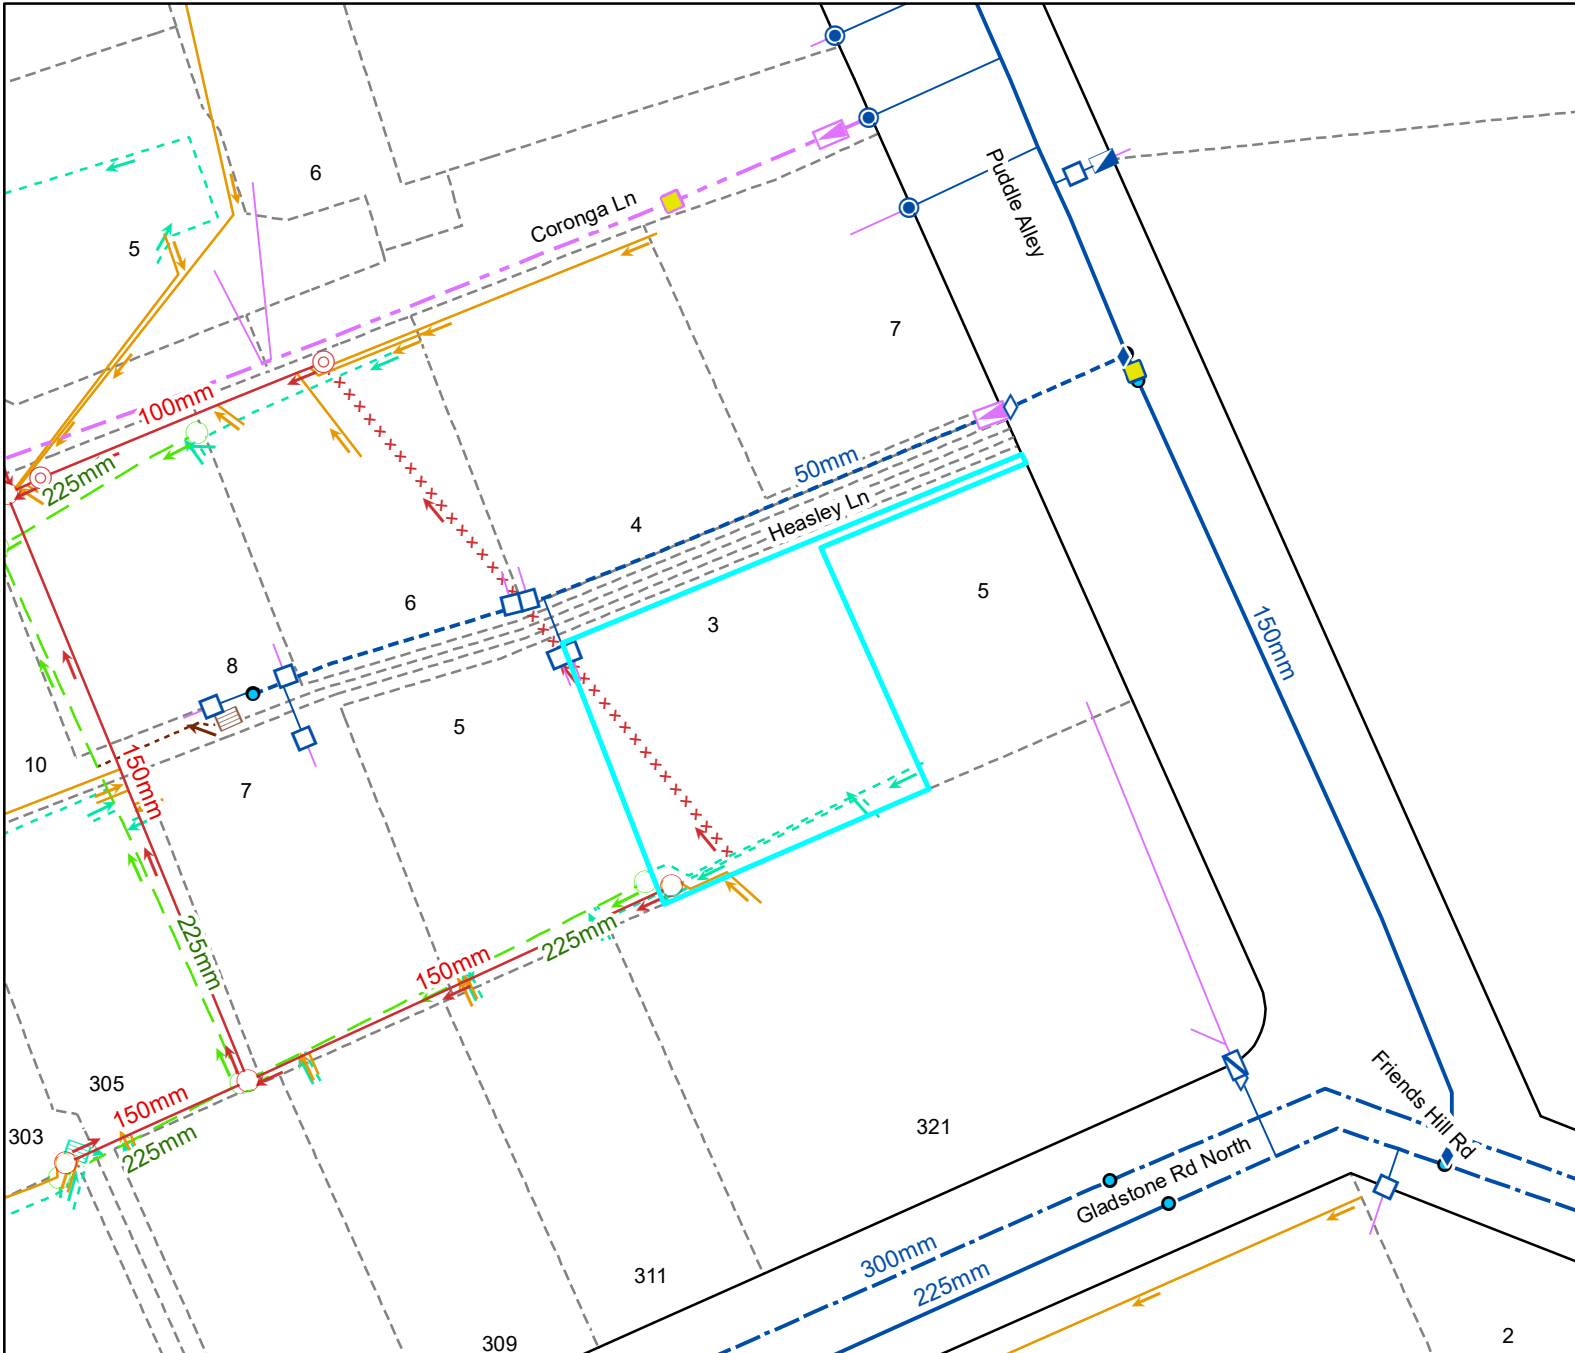 6
Coronga Ln
Puddle Alley
5
7
100mm
225mm
50mm
Heasley Ln
4
6
3
5
150mm
8
5
10
7
150mm
225mm
150mm
225mm
305
150mm
303
225mm
321
Friends Hill Rd
Gladstone Rd North
300mm
225mm
311
309
2